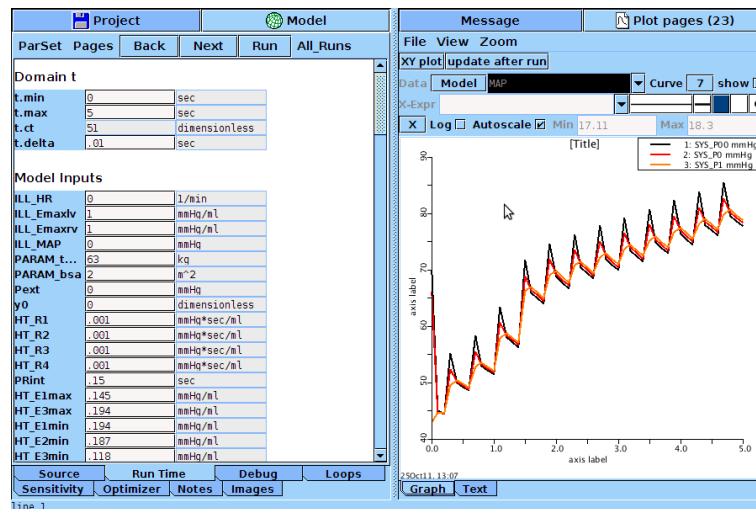 Project Model
ParSet Pages Back Next Run All_Runs
Domain t
t.min 0 sec
t.max 5 sec
t.ct 51 dimensionless
t.delta .01 sec
Model Inputs
ILL_HR 0 1/min
ILL_Emaxlv 1 mmHg/ml
ILL_Emaxrv 1 mmHg/ml
ILL_MAP 0 mmHg
PARAM_t... 63 kg
PARAM_bsa 2 m^2
Pext 0 mmHg
y0 0 dimensionless
HT_R1 .001 mmHg*sec/ml
HT_R2 .001 mmHg*sec/ml
HT_R3 .001 mmHg*sec/ml
HT_R4 .001 mmHg*sec/ml
PRint .15 sec
HT_E1max .145 mmHg/ml
HT_E3max .194 mmHg/ml
HT_E1min .194 mmHg/ml
HT_E2min .187 mmHg/ml
HT_E3min .118 mmHg/ml
Source Run Time Debug Loops
Sensitivity Optimizer Notes Images
line 1
Message Plot pages (23)
File View Zoom
XY plot update after run
Data Model MAP Curve 7 show
X-Expr
X Log Autoscale Min 17.11 Max 18.3
[Title]
1: SYS_P00 mmHg
2: SYS_P0 mmHg
3: SYS_P1 mmHg
90
80
70
axis label
60
50
40
0.0 1.0 2.0 3.0 4.0 5.0
axis label
25Oct11, 13:07
Graph Text